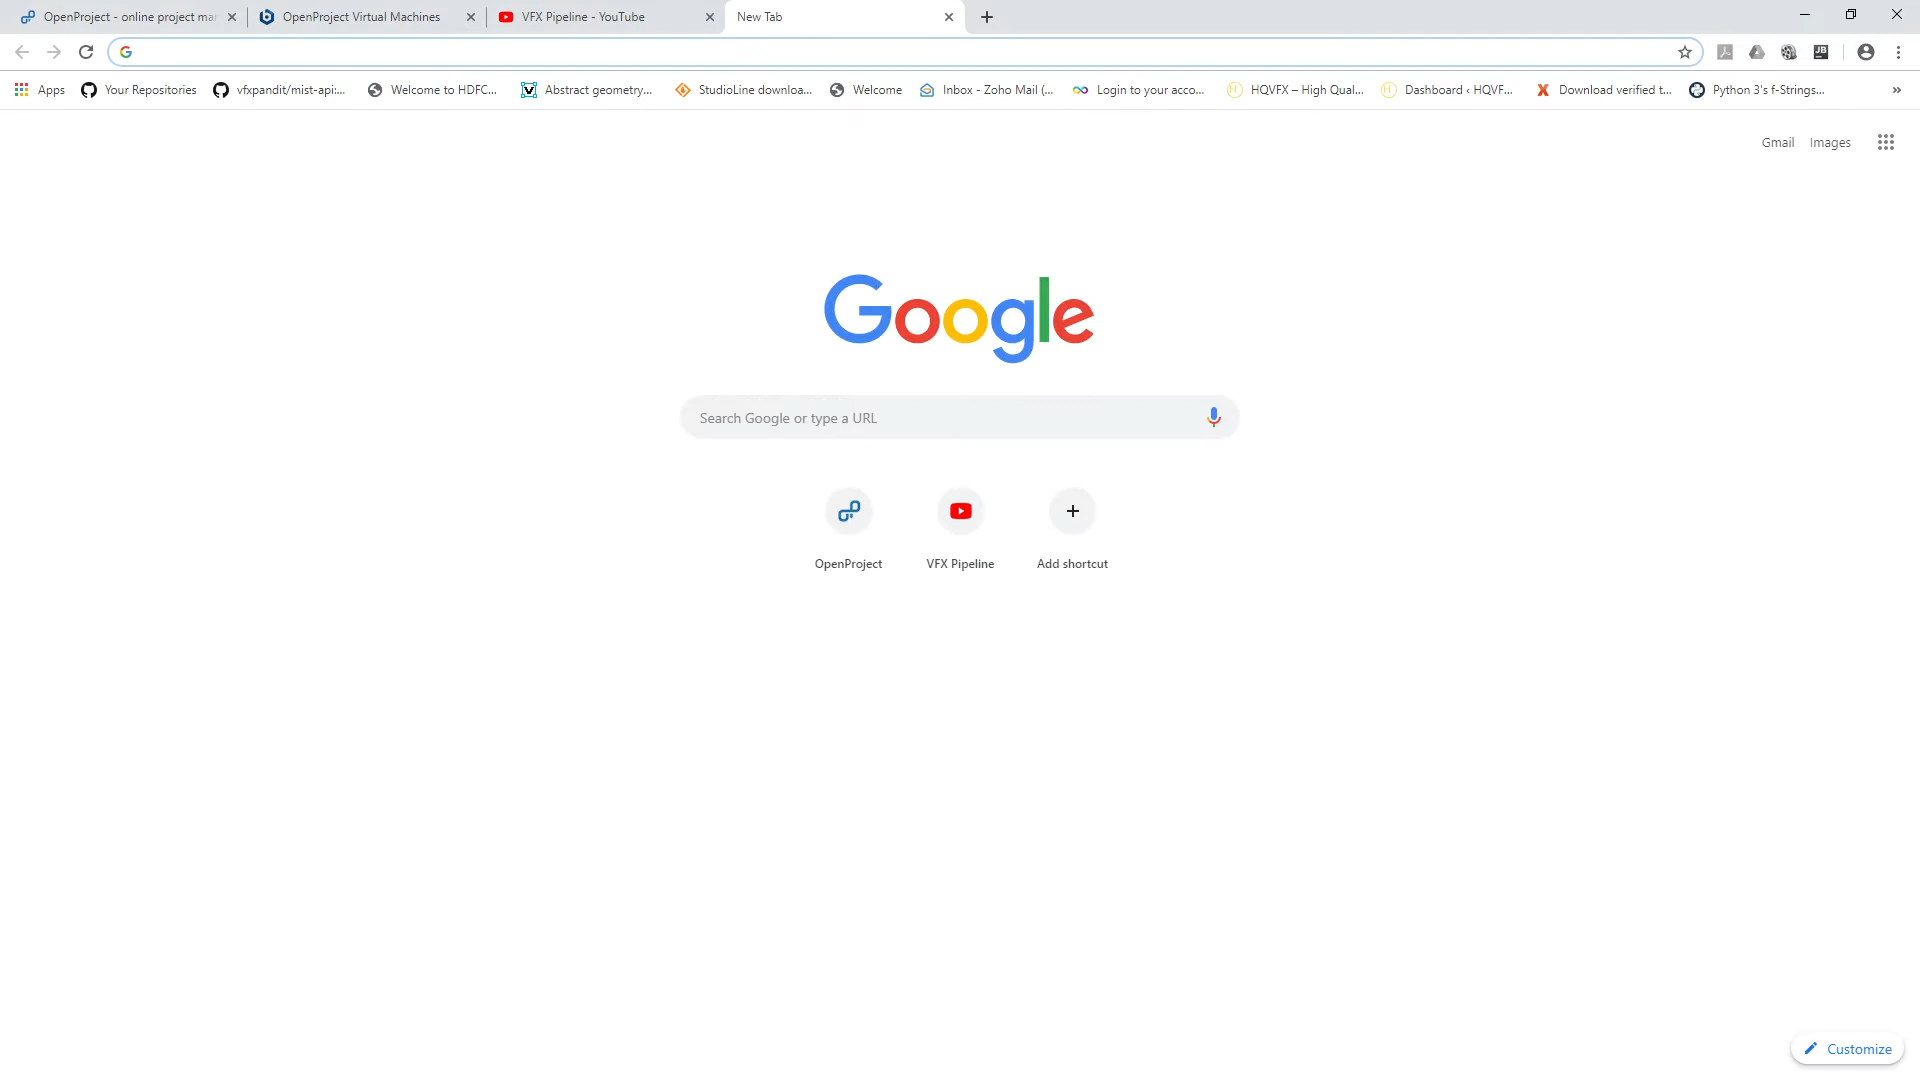 OpenProject - online project ma
OpenProject Virtual Machines
VFX Pipeline - YouTube
New Tab
Apps
Your Repositories
vfxpandit/mist-api:...
Welcome to HDFC...
Abstract geometry...
StudioLine downloa...
Welcome
Inbox - Zoho Mail (...
Login to your acco...
HQVFX – High Qual...
Dashboard ‹ HQVF...
Download verified t...
Python 3's f-Strings...
»
Gmail
Images
Google
Search Google or type a URL
OpenProject
VFX Pipeline
Add shortcut
Customize